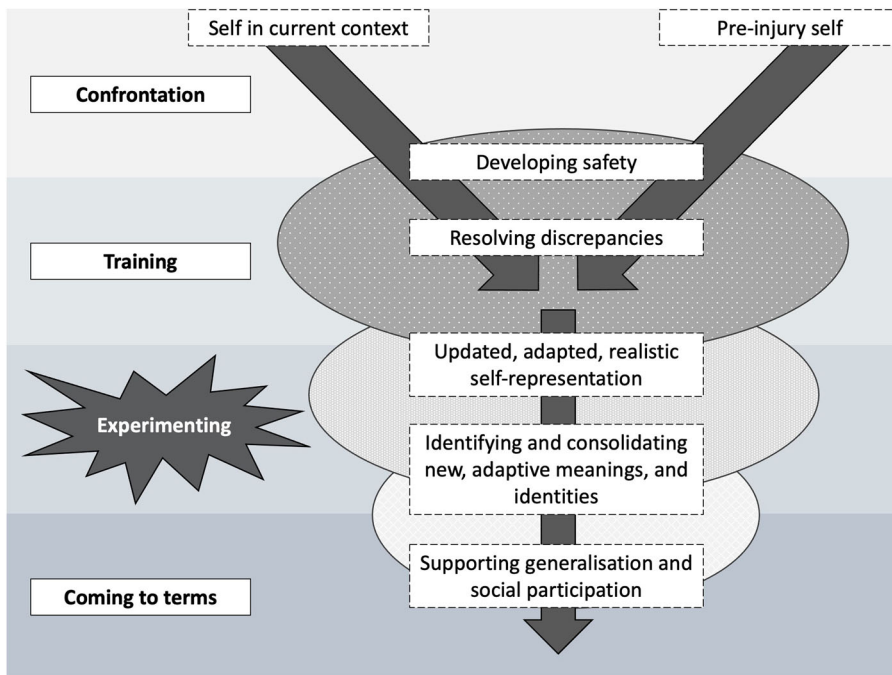 Self in current context
Pre-injury self
Confrontation
Developing safety
Resolving discrepancies
Training
Updated, adapted, realistic
self-representation
Experimenting
Identifying and consolidating
new, adaptive meanings, and
identities
Supporting generalisation and
social participation
Coming to terms